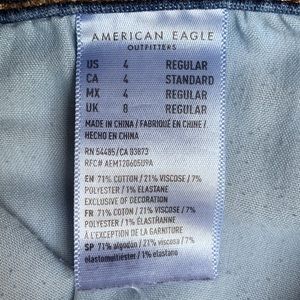 AMERICAN EAGLE
OUTFITTERS
US 4 REGULAR
CA 4 STANDARD
MX 4 REGULAR
UK 8 REGULAR
MADE IN CHINA / FABRIQUÉ EN CHINE /
HECHO EN CHINA
RN 54485/CA 03873
RFC# AEMT20605U9A
EN 71% COTTON / 21% VISCOSE / 7%
POLYESTER / 1% ELASTANE
EXCLUSIVE OF DECORATION
FR 71% COTON / 21% VISCOSE / 7%
POLYESTER / 1% ÉLASTHANNE
À L'EXCEPTION DE LA GARNITURE
SP 71% algodón / 21% viscosa / 7%
elastomultiéster / 1% elastano